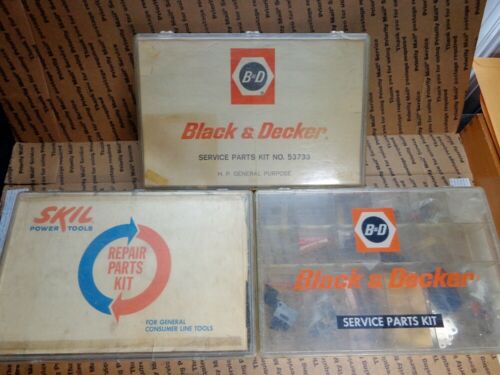 B&D
Black & Decker®
SERVICE PARTS KIT NO. 53733
H. P. GENERAL PURPOSE
SKIL
POWER TOOLS
REPAIR
PARTS
KIT
FOR GENERAL
CONSUMER LINE TOOLS
B&D
Black & Decker®
SERVICE PARTS KIT